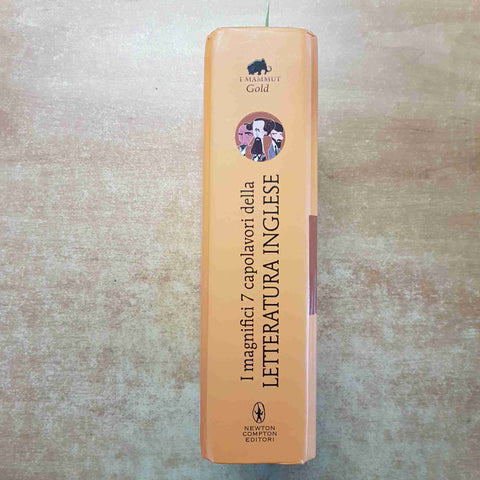 I MAMMUT
Gold
I magnifici 7 capolavori della
LETTERATURA INGLESE
NEWTON
COMPTON
EDITORI